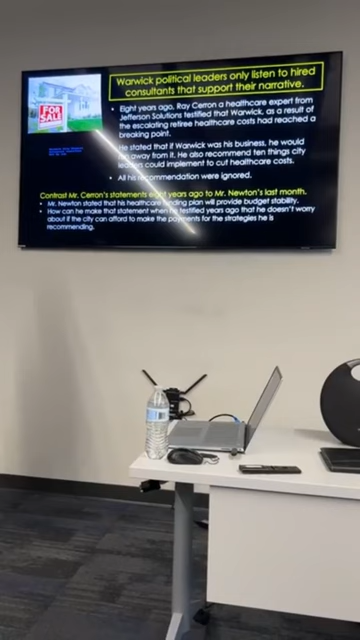 Warwick political leaders only listen to hired
consultants that support their narrative.
FOR
SALE
• Eight years ago, Ray Cerron a healthcare expert from
Jefferson Solutions testified that Warwick, as a result of
the escalating retiree healthcare costs had reached a
breaking point.
He stated that if Warwick was his business, he would
away from it. He also recommend ten things city
could implement to cut healthcare costs.
• All his recommendation were ignored.
Contrast Mr. Cerron's statements eight years ago to Mr. Newton's last month.
• Mr. Newton stated that his healthcare funding plan will provide budget stability.
• How can he make that statement when he testified years ago that he doesn't worry
about if the city can afford to make the payments for the strategies he is
recommending.